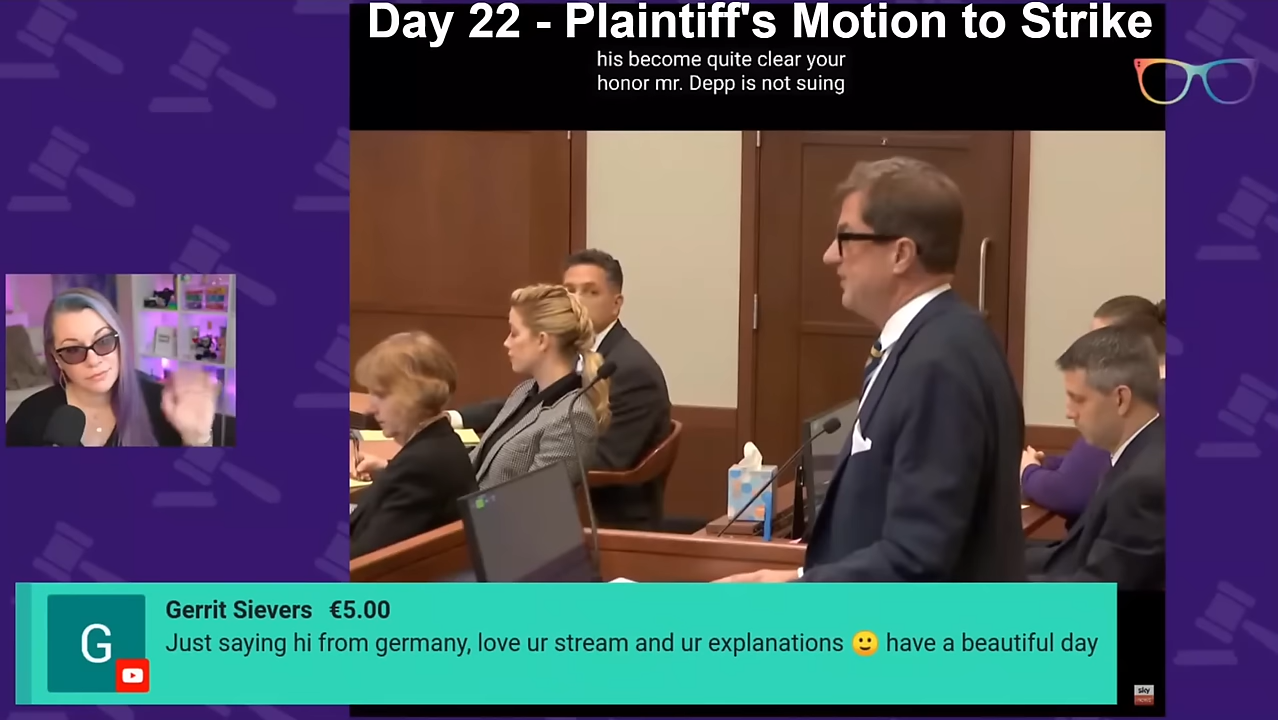 Day 22 - Plaintiff's Motion to Strike
his become quite clear your
honor mr. Depp is not suing
G
Gerrit Sievers €5.00
Just saying hi from germany, love ur stream and ur explanations 🙂 have a beautiful day
sky